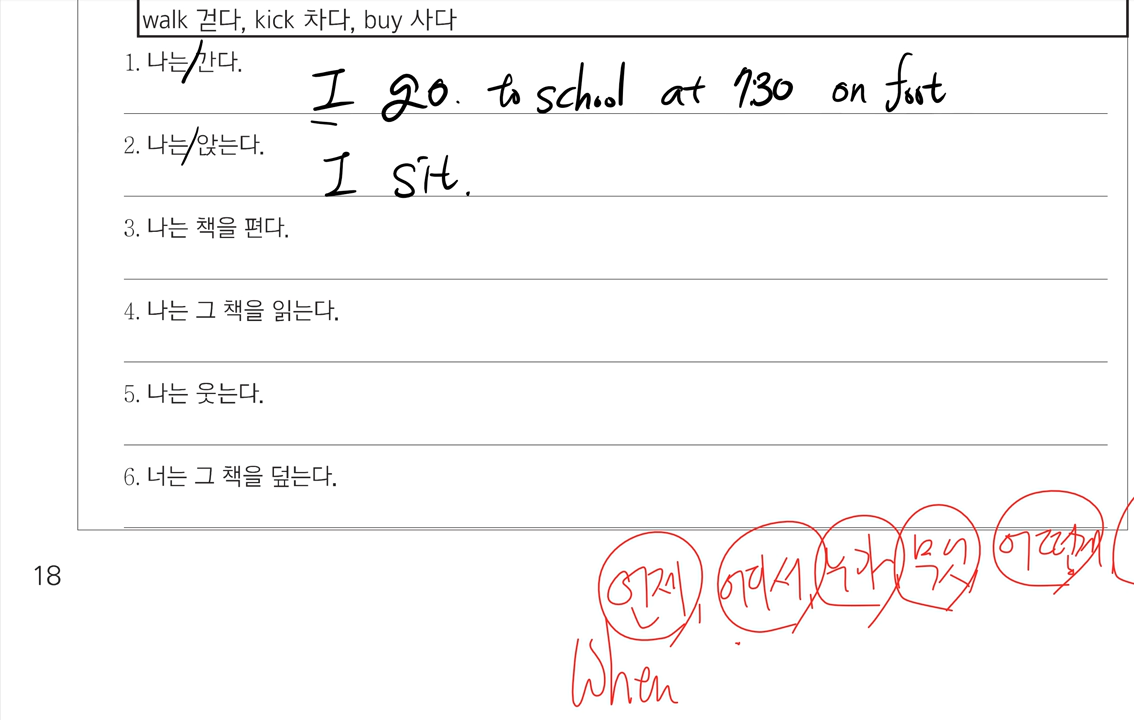 walk 걷다, kick 차다, buy 사다
1. 나는/간다.
I go. to school at 7:30 on foot
2. 나는/앉는다.
I sit.
3. 나는 책을 편다.
4. 나는 그 책을 읽는다.
5. 나는 웃는다.
6. 너는 그 책을 덮는다.
언제, 어디서, 누가, 무엇, 어떻게
18
When